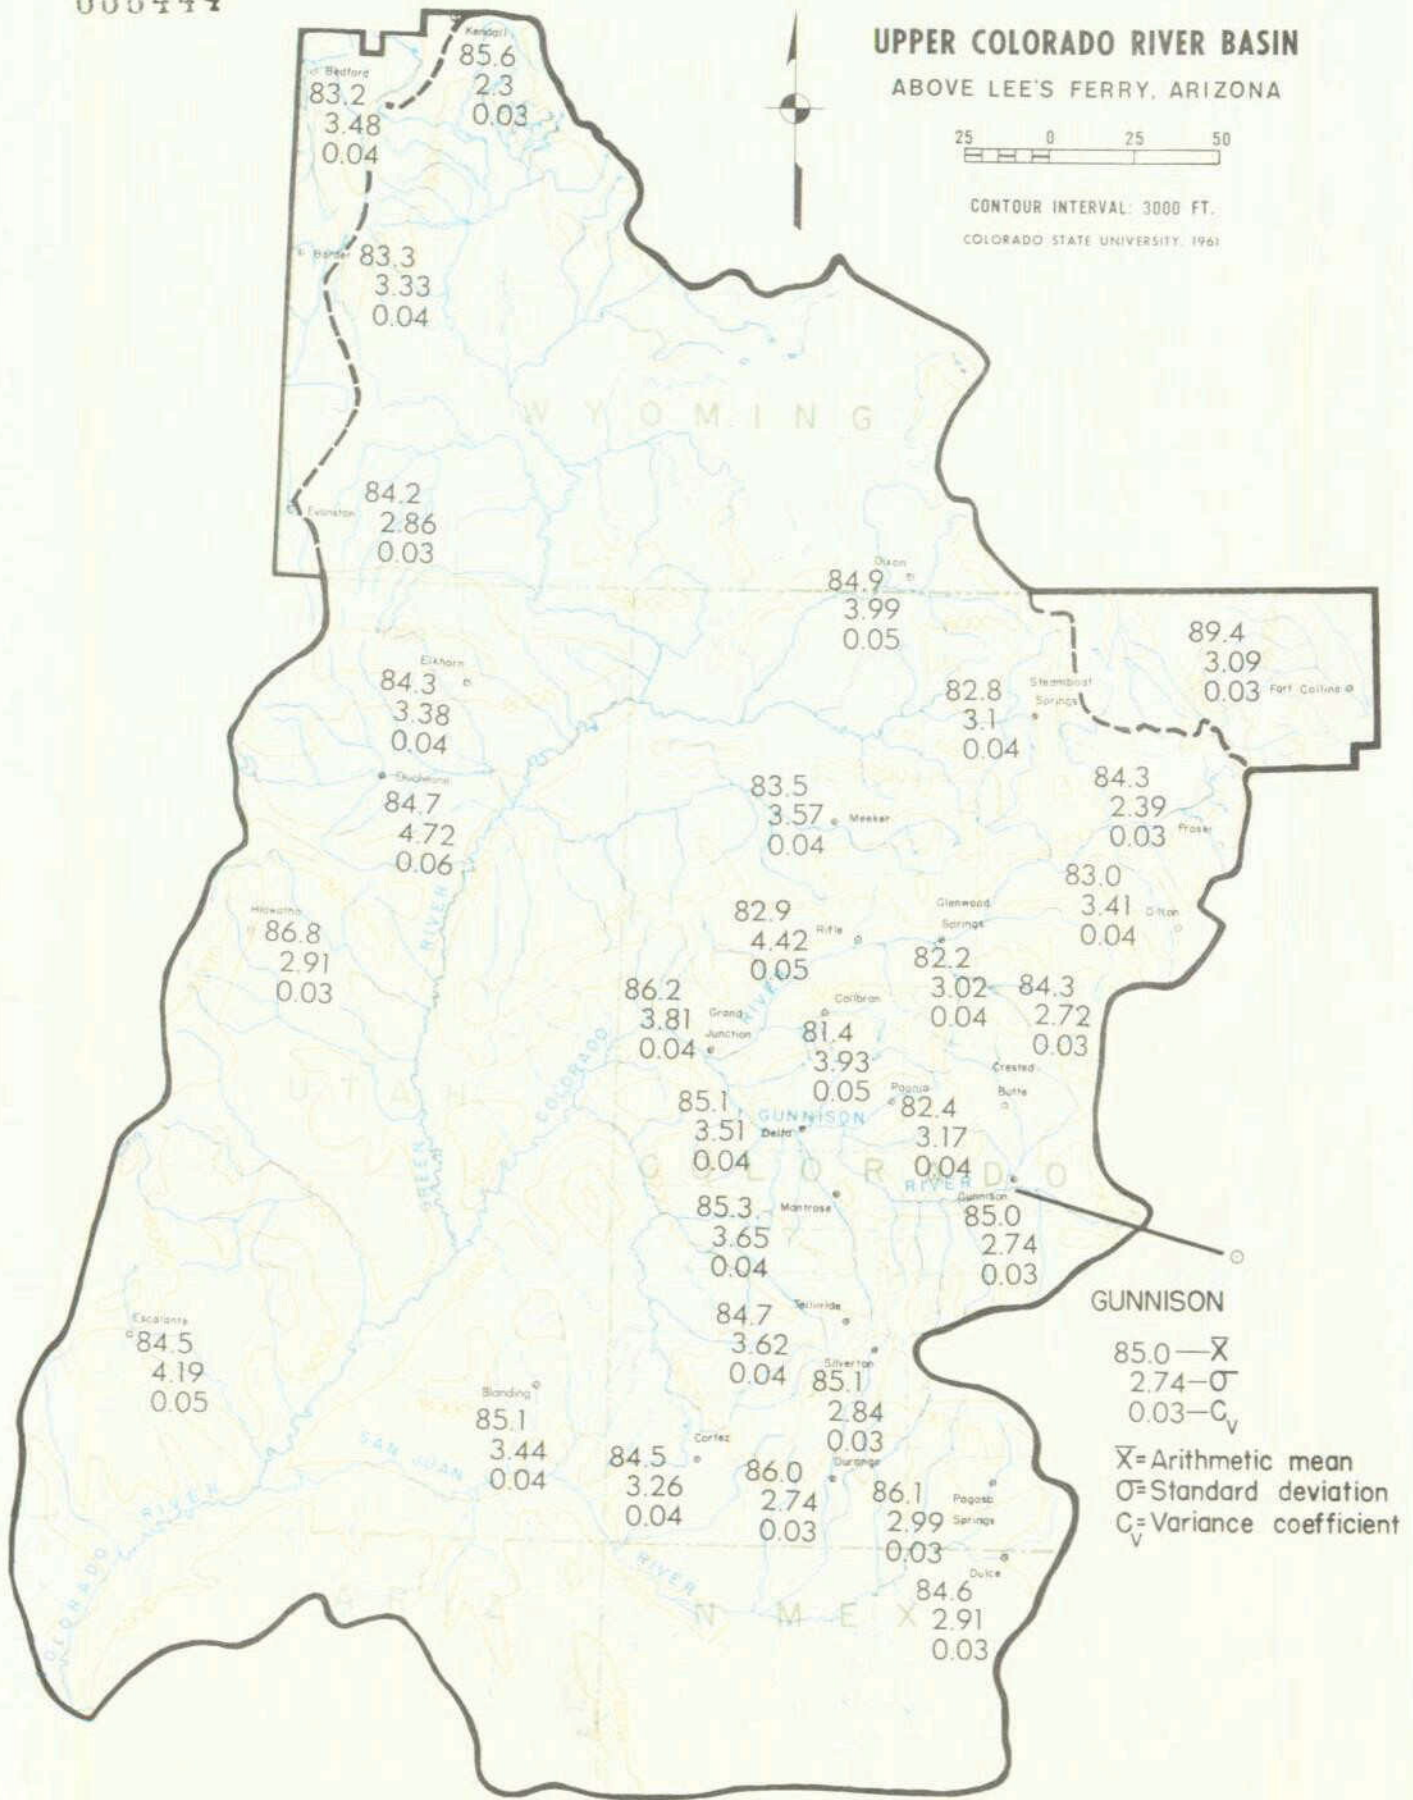 UPPER COLORADO RIVER BASIN
ABOVE LEE'S FERRY, ARIZONA
25 0 25 50
CONTOUR INTERVAL: 3000 FT.
COLORADO STATE UNIVERSITY, 1961
Kendall
85.6
2.3
0.03
Bedford
83.2
3.48
0.04
Border
83.3
3.33
0.04
WYOMING
Evanston
84.2
2.86
0.03
Dixon
84.9
3.99
0.05
89.4
3.09
0.03
Fort Collins
Elkhorn
84.3
3.38
0.04
Steamboat
Springs
82.8
3.1
0.04
Duchesne
84.7
4.72
0.06
83.5
3.57
0.04
Meeker
84.3
2.39
0.03
Fraser
83.0
3.41
0.04
Dillon
Hiawatha
86.8
2.91
0.03
82.9
4.42
0.05
Rifle
Glenwood
Springs
82.2
3.02
0.04
84.3
2.72
0.03
Crested
Butte
86.2
3.81
0.04
Grand
Junction
Collbran
81.4
3.93
0.05
Paonia
82.4
3.17
0.04
85.1
3.51
0.04
Delta
GUNNISON
RIVER
UTAH
COLORADO
GREEN
RIVER
COLORADO
RIVER
85.3
3.65
0.04
Montrose
Gunnison
85.0
2.74
0.03
84.7
3.62
0.04
Telluride
Silverton
85.1
2.84
0.03
Escalante
84.5
4.19
0.05
Blanding
85.1
3.44
0.04
Cortez
84.5
3.26
0.04
Durango
86.0
2.74
0.03
86.1
2.99
0.03
Pagosa
Springs
Dulce
84.6
2.91
0.03
SAN JUAN
RIVER
COLORADO
RIVER
ARIZ
N MEX
GUNNISON
85.0—X̅
2.74—σ
0.03—Cv
X̅=Arithmetic mean
σ=Standard deviation
Cv=Variance coefficient